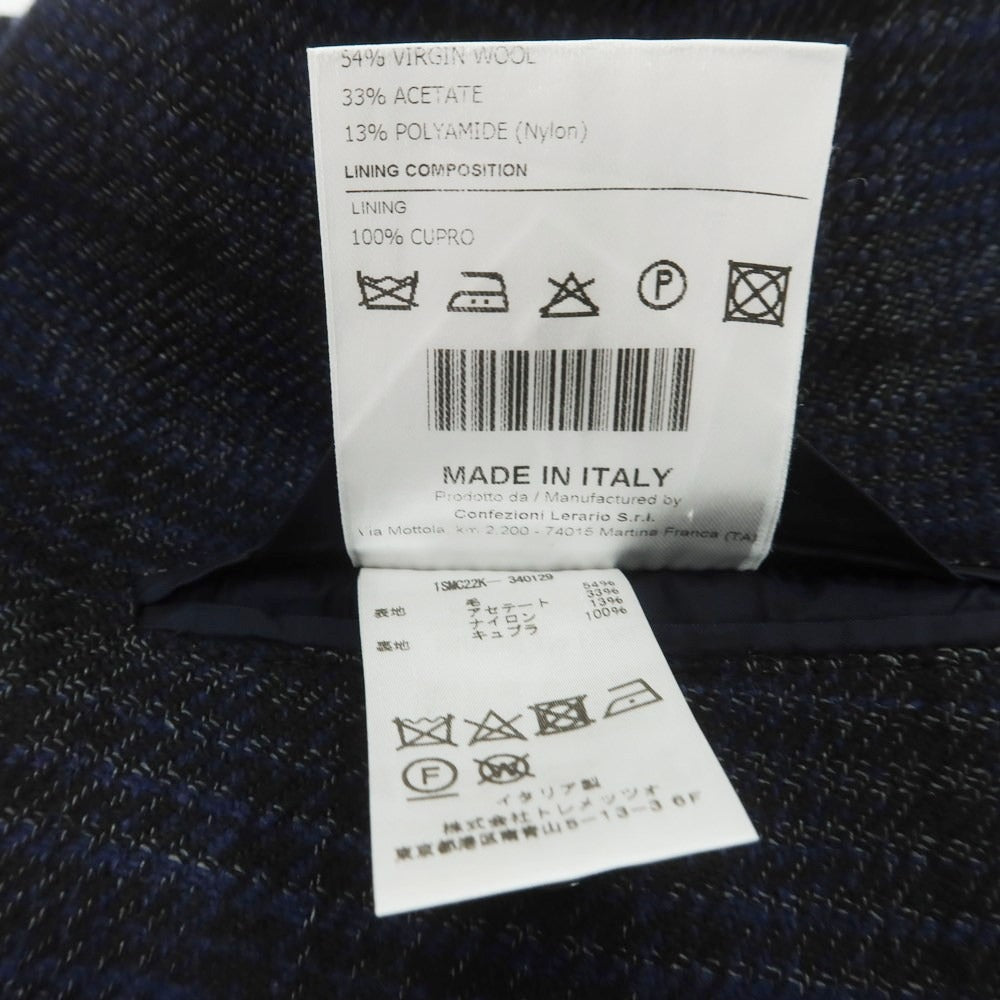 54% VIRGIN WOOL
33% ACETATE
13% POLYAMIDE (Nylon)
LINING COMPOSITION
LINING
100% CUPRO
P
MADE IN ITALY
Prodotto da / Manufactured by
Confezioni Lerario S.r.l.
Via Mottola, km 2.200 - 74015 Martina Franca (TA)
1SMC22K- 340129
表地 毛 54%
アセテート 33%
ナイロン 13%
裏地 キュプラ 100%
F W
イタリア製
株式会社トレメッツォ
東京都港区南青山5-13-3 6F